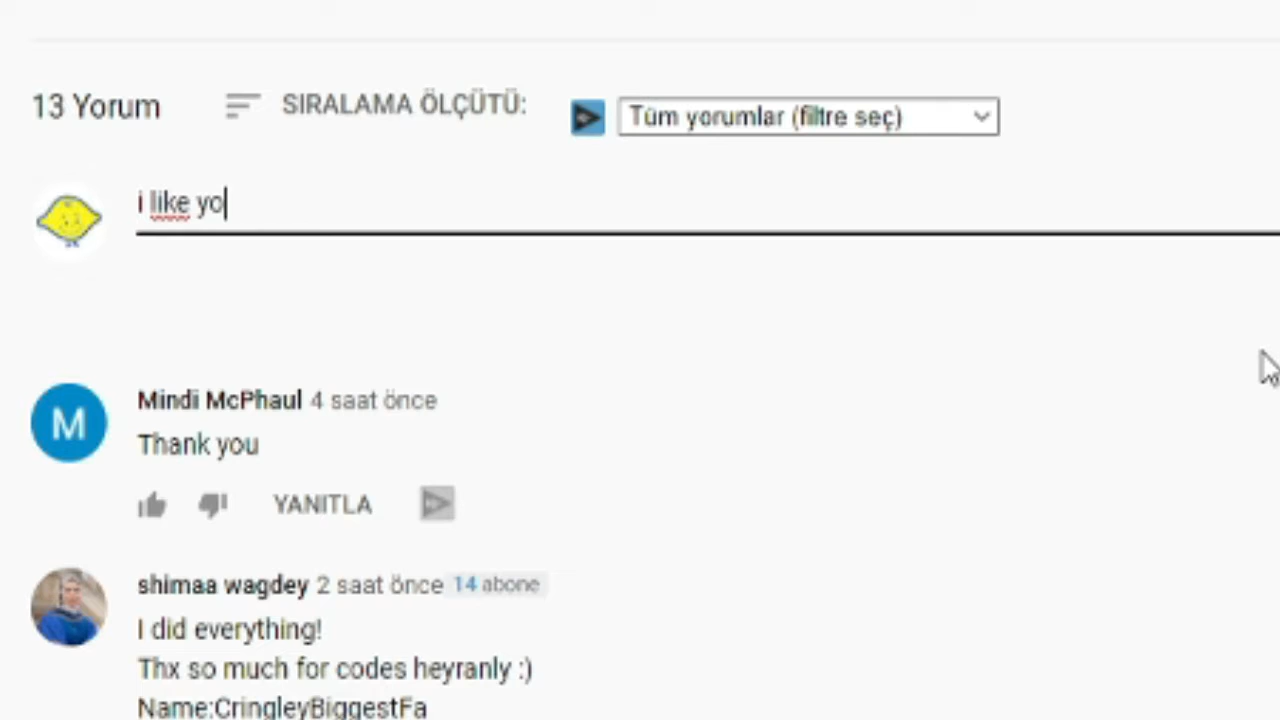 13 Yorum SIRALAMA ÖLÇÜTÜ: Tüm yorumlar (filtre seç)
i like yo
M
Mindi McPhaul 4 saat önce
Thank you
YANITLA
shimaa wagdey 2 saat önce 14 abone
I did everything!
Thx so much for codes heyranly :)
Name:CringleyBiggestFa